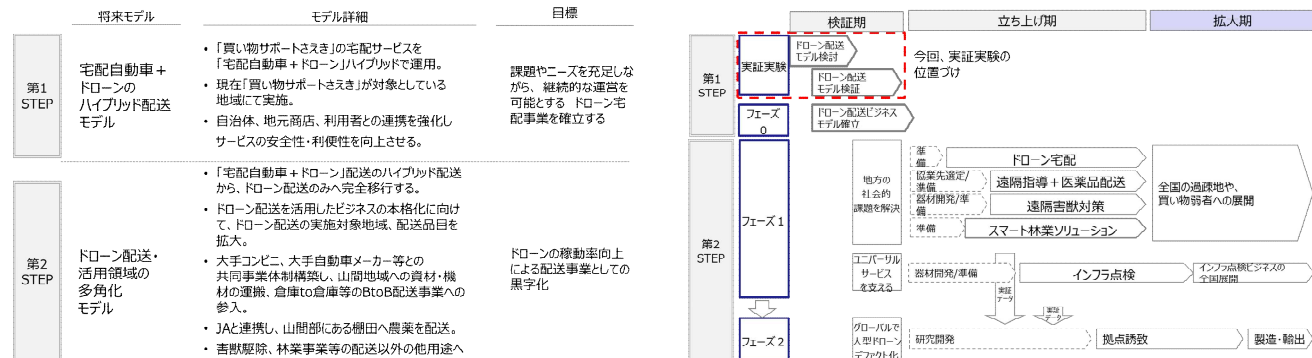 将来モデル
モデル詳細
目標
第1
STEP
宅配自動車＋
ドローンの
ハイブリッド配送
モデル
・「買い物サポートさえき」の宅配サービスを
「宅配自動車＋ドローン」ハイブリッドで運用。
・現在「買い物サポートさえき」が対象としている
地域にて実施。
・自治体、地元商店、利用者との連携を強化し
サービスの安全性・利便性を向上させる。
課題やニーズを充足しな
がら、継続的な運営を
可能とする ドローン宅
配事業を確立する
第2
STEP
ドローン配送・
活用領域の
多角化
モデル
・「宅配自動車＋ドローン」配送のハイブリッド配送
から、ドローン配送のみへ完全移行する。
・ドローン配送を活用したビジネスの本格化に向け
て、ドローン配送の実施対象地域、配送品目を
拡大。
・大手コンビニ、大手自動車メーカー等との
共同事業体制構築し、山間地域への資材・機
材の運搬、倉庫to倉庫等のBtoB配送事業への
参入。
・JAと連携し、山間部にある棚田へ農薬を配送。
・害獣駆除、林業事業等の配送以外の他用途へ
ドローンの稼動率向上
による配送事業としての
黒字化
検証期
立ち上げ期
拡人期
第1
STEP
実証実験
ドローン配送
モデル検討
ドローン配送
モデル検証
今回、実証実験の
位置づけ
フェーズ
0
ドローン配送ビジネス
モデル確立
第2
STEP
フェーズ1
地方の
社会的
課題を解決
準
備
ドローン宅配
協業先選定/
準備
遠隔指導＋医薬品配送
器材開発/準
備
遠隔害獣対策
準備
スマート林業ソリューション
全国の過疎地や、
買い物弱者への展開
ユニバーサル
サービス
を支える
器材開発/準備
インフラ点検
インフラ点検ビジネスの
全国展開
実証
データ
実証
データ
フェーズ2
グローバルで
人型ドローン
デファクト化
研究開発
拠点誘致
製造・輸出